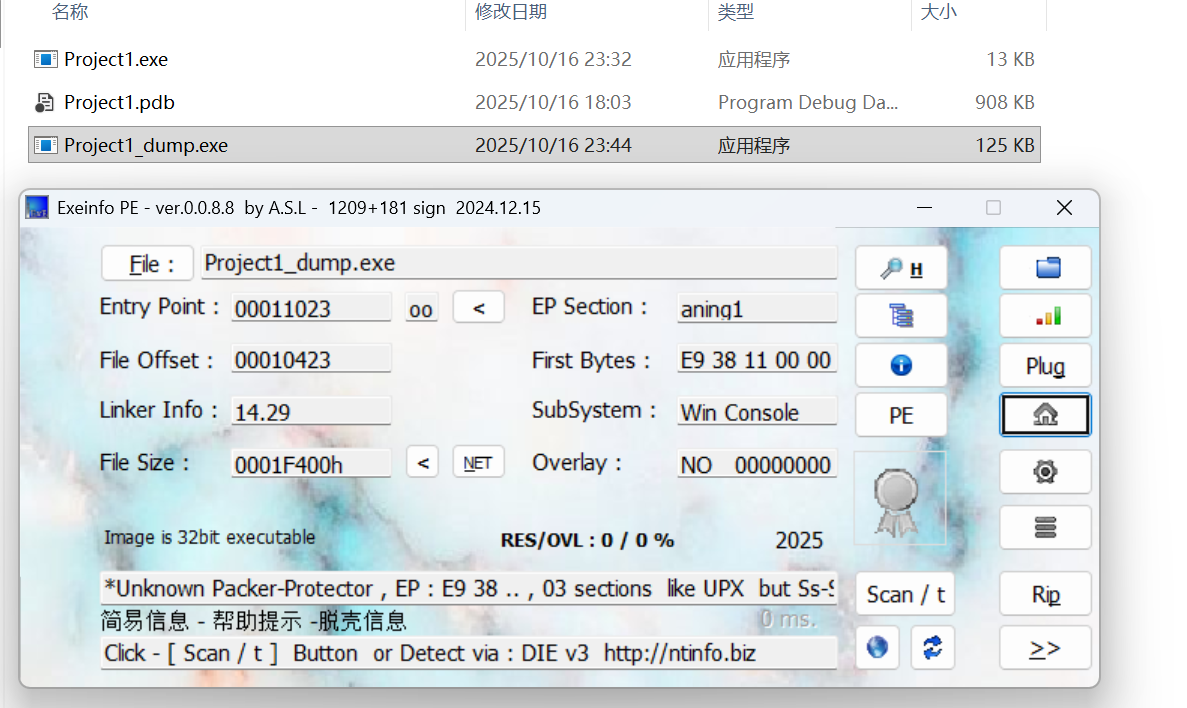 名称 修改日期 类型 大小
Project1.exe 2025/10/16 23:32 应用程序 13 KB
Project1.pdb 2025/10/16 18:03 Program Debug Da... 908 KB
Project1_dump.exe 2025/10/16 23:44 应用程序 125 KB
Exeinfo PE - ver.0.0.8.8 by A.S.L - 1209+181 sign 2024.12.15
File : Project1_dump.exe H
Entry Point : 00011023 oo < EP Section : aning1
File Offset : 00010423 First Bytes : E9 38 11 00 00 Plug
Linker Info : 14.29 SubSystem : Win Console PE
File Size : 0001F400h < NET Overlay : NO 00000000
Image is 32bit executable RES/OVL : 0 / 0 % 2025
*Unknown Packer-Protector , EP : E9 38 .. , 03 sections like UPX but Ss-S Scan / t Rip
简易信息 - 帮助提示 -脱壳信息 0 ms.
Click - [ Scan / t ] Button or Detect via : DIE v3 http://ntinfo.biz >>